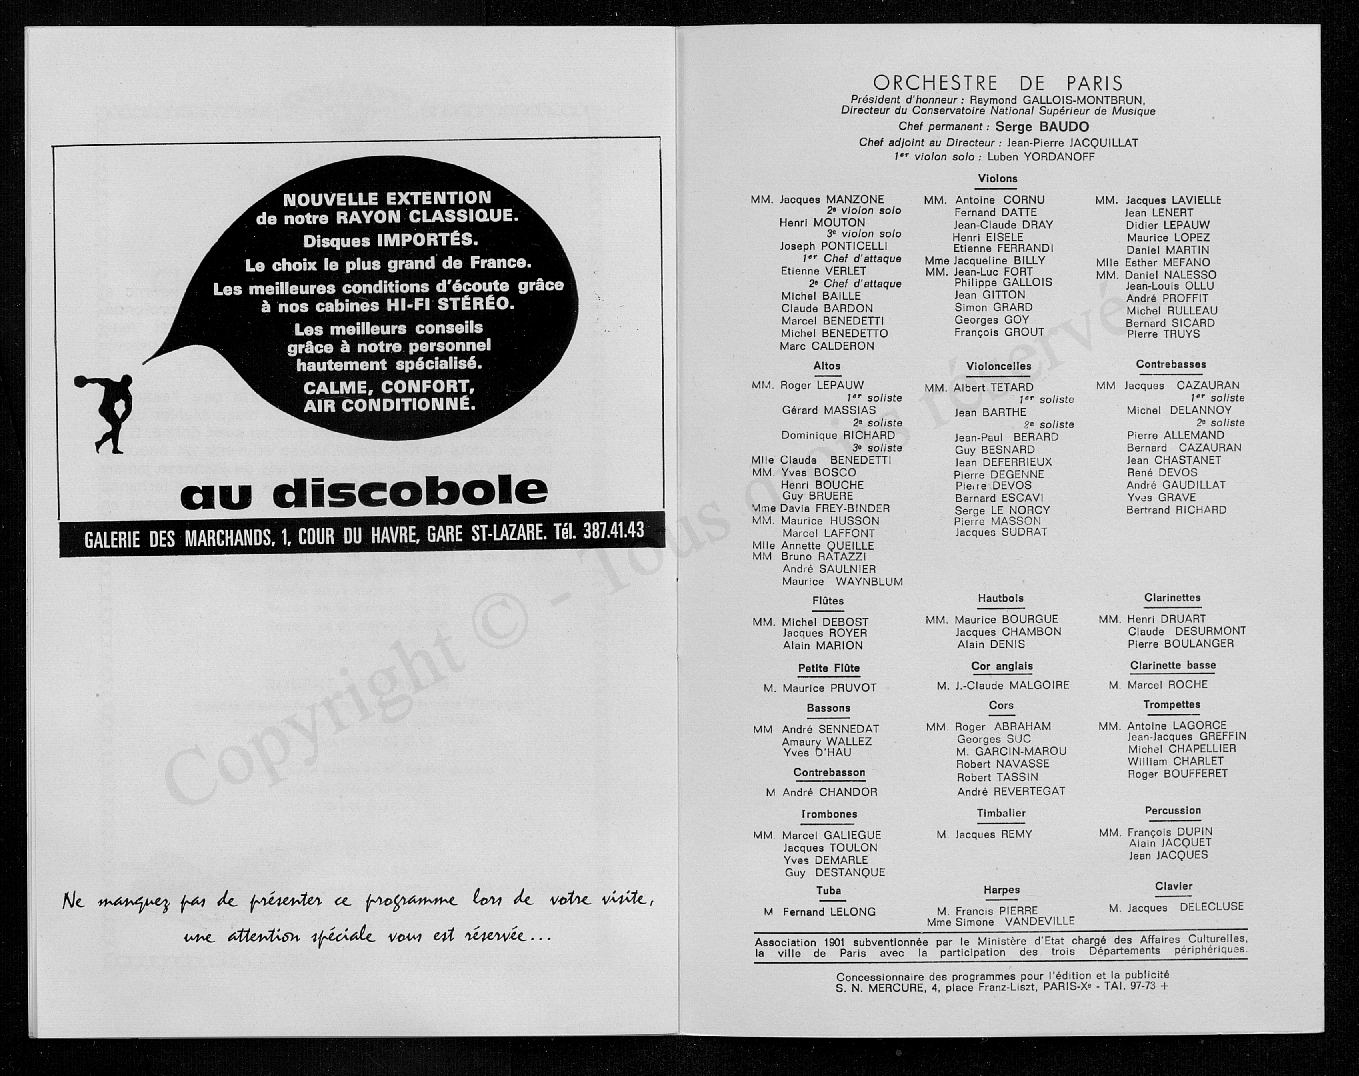 NOUVELLE EXTENTION
de notre RAYON CLASSIQUE.
Disques IMPORTÉS.
Le choix le plus grand de France.
Les meilleures conditions d'écoute grâce
à nos cabines HI-FI STÉRÉO.
Les meilleurs conseils
grâce à notre personnel
hautement spécialisé.
CALME, CONFORT,
AIR CONDITIONNÉ.
au discobole
GALERIE DES MARCHANDS, 1, COUR DU HAVRE, GARE ST-LAZARE. Tél. 387.41.43
Ne manquez pas de présenter ce programme lors de votre visite,
une attention spéciale vous est réservée...
ORCHESTRE DE PARIS
Président d'honneur : Raymond GALLOIS-MONTBRUN,
Directeur du Conservatoire National Supérieur de Musique
Chef permanent : Serge BAUDO
Chef adjoint au Directeur : Jean-Pierre JACQUILLAT
1er violon solo : Luben YORDANOFF
Violons
MM. Jacques MANZONE
2e violon solo
Henri MOUTON
3e violon solo
Joseph PONTICELLI
1er Chef d'attaque
Etienne VERLET
2e Chef d'attaque
Michel BAILLE
Claude BARDON
Marcel BENEDETTI
Michel BENEDETTO
Marc CALDERON
MM. Antoine CORNU
Fernand DATTE
Jean-Claude DRAY
Henri EISELE
Etienne FERRANDI
Mme Jacqueline BILLY
MM. Jean-Luc FORT
Philippe GALLOIS
Jean GITTON
Simon GRARD
Georges GOY
François GROUT
MM. Jacques LAVIELLE
Jean LENERT
Didier LEPAUW
Maurice LOPEZ
Daniel MARTIN
Mlle Esther MEFANO
MM. Daniel NALESSO
Jean-Louis OLLU
André PROFFIT
Michel RULLEAU
Bernard SICARD
Pierre TRUYS
Altos
MM. Roger LEPAUW
1er soliste
Gérard MASSIAS
2e soliste
Dominique RICHARD
3e soliste
Mlle Claude BENEDETTI
MM. Yves BOSCO
Henri BOUCHE
Guy BRUERE
Mme Davia FREY-BINDER
MM. Maurice HUSSON
Marcel LAFFONT
Mlle Annette QUEILLE
MM Bruno RATAZZI
André SAULNIER
Maurice WAYNBLUM
Violoncelles
MM. Albert TETARD
1er soliste
Jean BARTHE
2e soliste
Jean-Paul BERARD
Guy BESNARD
Jean DEFERRIEUX
Pierre DEGENNE
Pierre DEVOS
Bernard ESCAVI
Serge LE NORCY
Pierre MASSON
Jacques SUDRAT
Contrebasses
MM Jacques CAZAURAN
1er soliste
Michel DELANNOY
2e soliste
Pierre ALLEMAND
Bernard CAZAURAN
Jean CHASTANET
René DEVOS
André GAUDILLAT
Yves GRAVE
Bertrand RICHARD
Flûtes
MM. Michel DEBOST
Jacques ROYER
Alain MARION
Hautbois
MM. Maurice BOURGUE
Jacques CHAMBON
Alain DENIS
Clarinettes
MM. Henri DRUART
Claude DESURMONT
Pierre BOULANGER
Petite Flûte
M. Maurice PRUVOT
Cor anglais
M. J.-Claude MALGOIRE
Clarinette basse
M. Marcel ROCHE
Bassons
MM André SENNEDAT
Amaury WALLEZ
Yves D'HAU
Contrebasson
M André CHANDOR
Cors
MM. Roger ABRAHAM
Georges SUC
M. GARCIN-MAROU
Robert NAVASSE
Robert TASSIN
André REVERTEGAT
Trompettes
MM. Antoine LAGORCE
Jean-Jacques GREFFIN
Michel CHAPELLIER
William CHARLET
Roger BOUFFERET
Trombones
MM. Marcel GALIEGUE
Jacques TOULON
Yves DEMARLE
Guy DESTANQUE
Timbalier
M. Jacques REMY
Percussion
MM. François DUPIN
Alain JACQUET
Jean JACQUES
Tuba
M Fernand LELONG
Harpes
M. Francis PIERRE
Mme Simone VANDEVILLE
Clavier
M. Jacques DELECLUSE
Association 1901 subventionnée par le Ministère d'Etat chargé des Affaires Culturelles,
la ville de Paris avec la participation des trois Départements périphériques.
Concessionnaire des programmes pour l'édition et la publicité
S. N. MERCURE, 4, place Franz-Liszt, PARIS-Xe - TAI. 97-73 +
Copyright © - Tous droits réservés